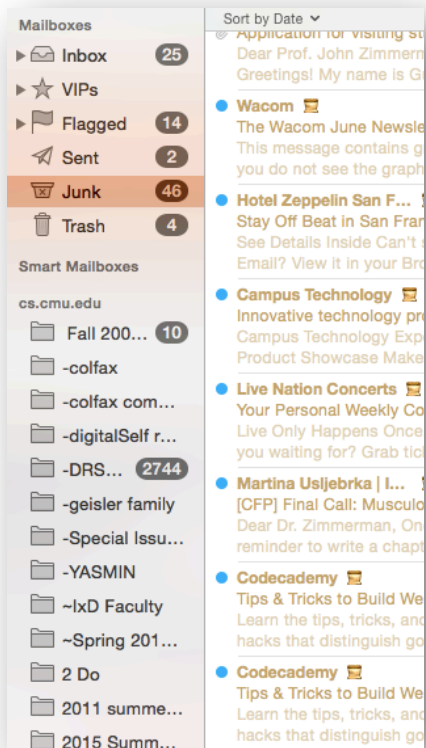 Mailboxes
Inbox 25
VIPs
Flagged 14
Sent 2
Junk 46
Trash 4
Smart Mailboxes
cs.cmu.edu
Fall 200... 10
-colfax
-colfax com...
-digitalSelf r...
-DRS... 2744
-geisler family
-Special Issu...
-YASMIN
~IxD Faculty
~Spring 201...
2 Do
2011 summe...
2015 Summ...
Sort by Date
Application for visiting st
Dear Prof. John Zimmerm
Greetings! My name is G
Wacom
The Wacom June Newsle
This message contains g
you do not see the graph
Hotel Zeppelin San F...
Stay Off Beat in San Fran
See Details Inside Can't
Email? View it in your Bro
Campus Technology
Innovative technology pr
Campus Technology Exp
Product Showcase Make
Live Nation Concerts
Your Personal Weekly Co
Live Only Happens Once
you waiting for? Grab tic
Martina Usljebrka | I...
[CFP] Final Call: Musculo
Dear Dr. Zimmerman, On
reminder to write a chapt
Codecademy
Tips & Tricks to Build We
Learn the tips, tricks, and
hacks that distinguish go
Codecademy
Tips & Tricks to Build We
Learn the tips, tricks, and
hacks that distinguish go